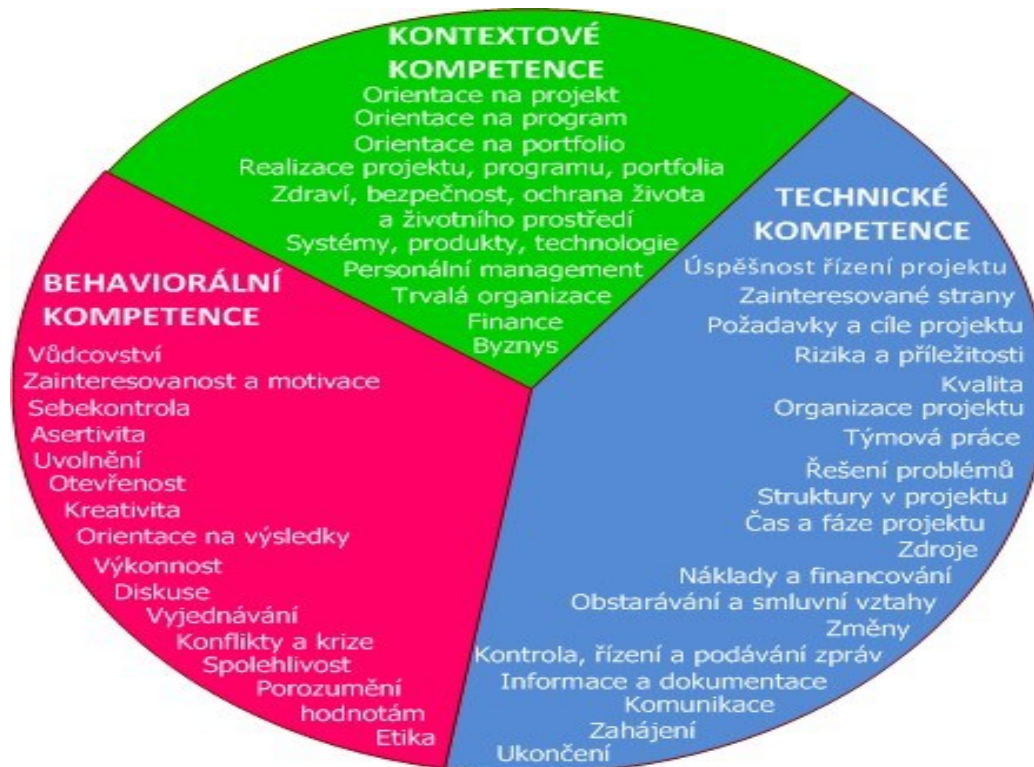 KONTEXTOVÉ
KOMPETENCE
Orientace na projekt
Orientace na program
Orientace na portfolio
Realizace projektu, programu, portfolia
Zdraví, bezpečnost, ochrana života
a životního prostředí
Systémy, produkty, technologie
Personální management
Trvalá organizace
Finance
Byznys
TECHNICKÉ
KOMPETENCE
Úspěšnost řízení projektu
Zainteresované strany
Požadavky a cíle projektu
Rizika a příležitosti
Kvalita
Organizace projektu
Týmová práce
Řešení problémů
Struktury v projektu
Čas a fáze projektu
Zdroje
Náklady a financování
Obstarávání a smluvní vztahy
Změny
Kontrola, řízení a podávání zpráv
Informace a dokumentace
Komunikace
Zahájení
Ukončení
BEHAVIORÁLNÍ
KOMPETENCE
Vůdcovství
Zainteresovanost a motivace
Sebekontrola
Asertivita
Uvolnění
Otevřenost
Kreativita
Orientace na výsledky
Výkonnost
Diskuse
Vyjednávání
Konflikty a krize
Spolehlivost
Porozumění
hodnotám
Etika